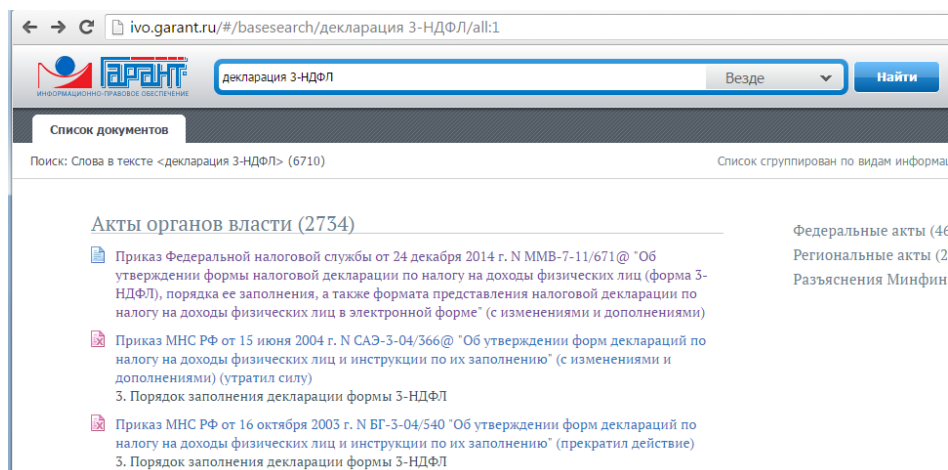 ivo.garant.ru/#/basesearch/декларация 3-НДФЛ/all:1
ГАРАНТ
ИНФОРМАЦИОННО-ПРАВОВОЕ ОБЕСПЕЧЕНИЕ
декларация 3-НДФЛ
Везде
Найти
Список документов
Поиск: Слова в тексте <декларация 3-НДФЛ> (6710)
Список сгруппирован по видам информац
Акты органов власти (2734)
Приказ Федеральной налоговой службы от 24 декабря 2014 г. N ММВ-7-11/671@ "Об
утверждении формы налоговой декларации по налогу на доходы физических лиц (форма 3-
НДФЛ), порядка ее заполнения, а также формата представления налоговой декларации по
налогу на доходы физических лиц в электронной форме" (с изменениями и дополнениями)
Приказ МНС РФ от 15 июня 2004 г. N САЭ-3-04/366@ "Об утверждении форм деклараций по
налогу на доходы физических лиц и инструкции по их заполнению" (с изменениями и
дополнениями) (утратил силу)
3. Порядок заполнения декларации формы 3-НДФЛ
Приказ МНС РФ от 16 октября 2003 г. N БГ-3-04/540 "Об утверждении форм деклараций по
налогу на доходы физических лиц и инструкции по их заполнению" (прекратил действие)
3. Порядок заполнения декларации формы 3-НДФЛ
Федеральные акты (46
Региональные акты (2
Разъяснения Минфин